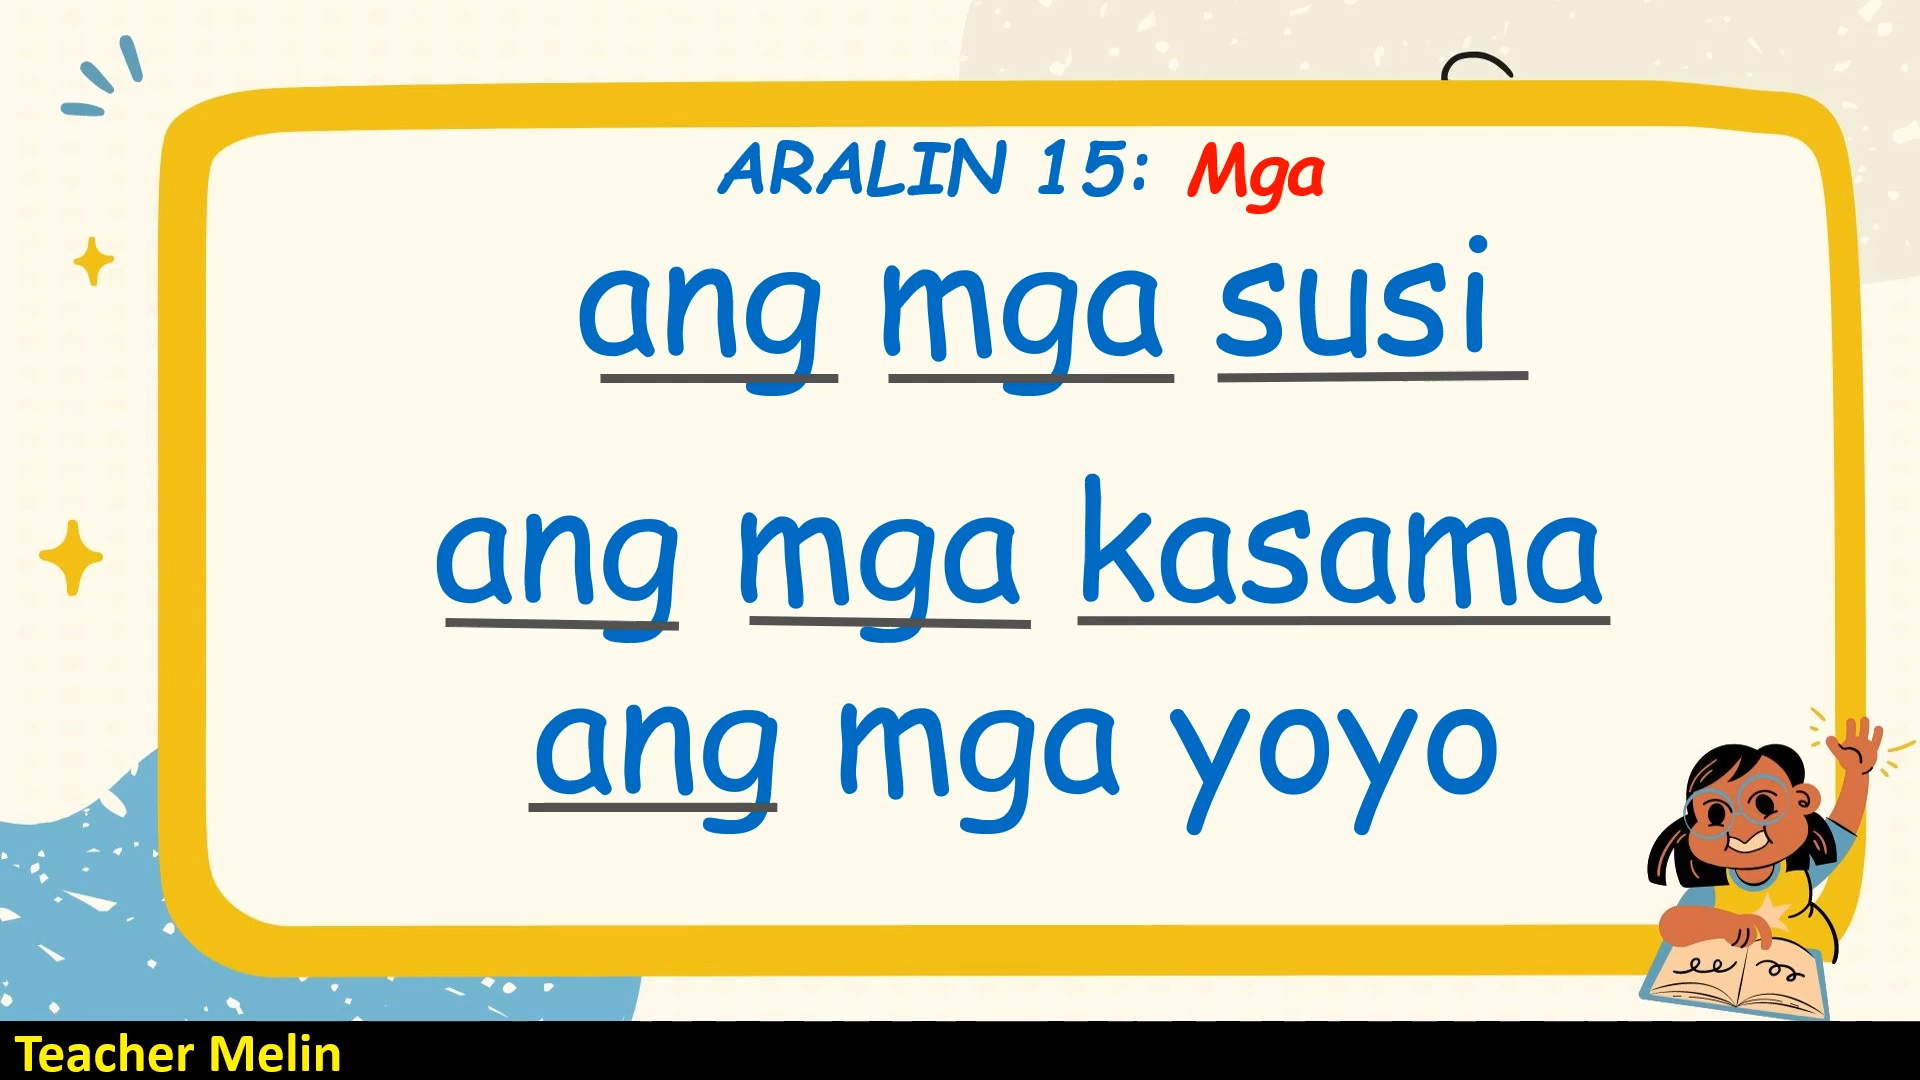 ARALIN 15: Mga
ang mga susi
ang mga kasama
ang mga yoyo
Teacher Melin